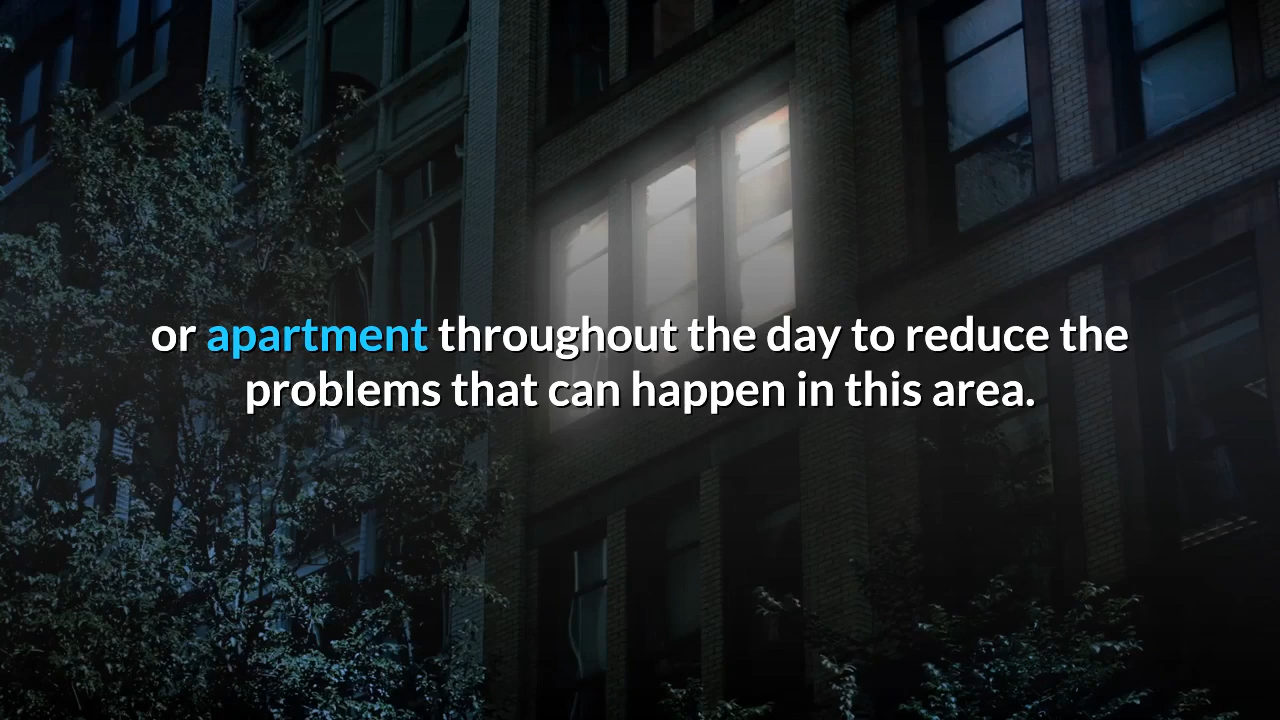 or apartment throughout the day to reduce the
problems that can happen in this area.